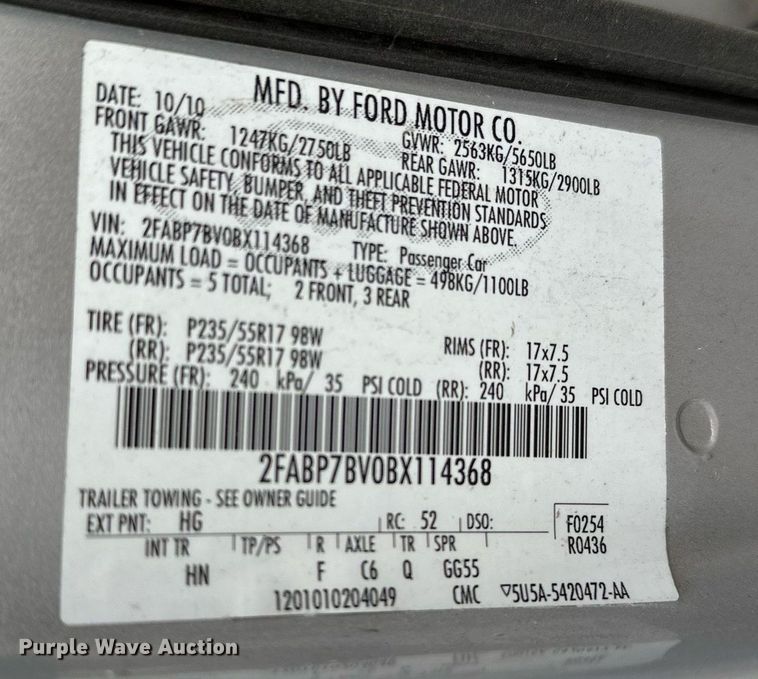 MFD. BY FORD MOTOR CO.
DATE: 10/10 GVWR: 2563KG/5650LB
FRONT GAWR: 1247KG/2750LB REAR GAWR: 1315KG/2900LB
THIS VEHICLE CONFORMS TO ALL APPLICABLE FEDERAL MOTOR
VEHICLE SAFETY, BUMPER, AND THEFT PREVENTION STANDARDS
IN EFFECT ON THE DATE OF MANUFACTURE SHOWN ABOVE.
VIN: 2FABP7BV0BX114368 TYPE: Passenger Car
MAXIMUM LOAD = OCCUPANTS + LUGGAGE = 498KG/1100LB
OCCUPANTS = 5 TOTAL; 2 FRONT, 3 REAR
TIRE (FR): P235/55R17 98W RIMS (FR): 17x7.5
(RR): P235/55R17 98W (RR): 17x7.5
PRESSURE (FR): 240 kPa/ 35 PSI COLD (RR): 240 kPa/ 35 PSI COLD
2FABP7BV0BX114368
TRAILER TOWING - SEE OWNER GUIDE
EXT PNT: HG RC: 52 DSO: F0254
INT TR TP/PS R AXLE TR SPR R0436
HN F C6 Q GG55
1201010204049 CMC ▽5U5A-5420472-AA
Purple Wave Auction